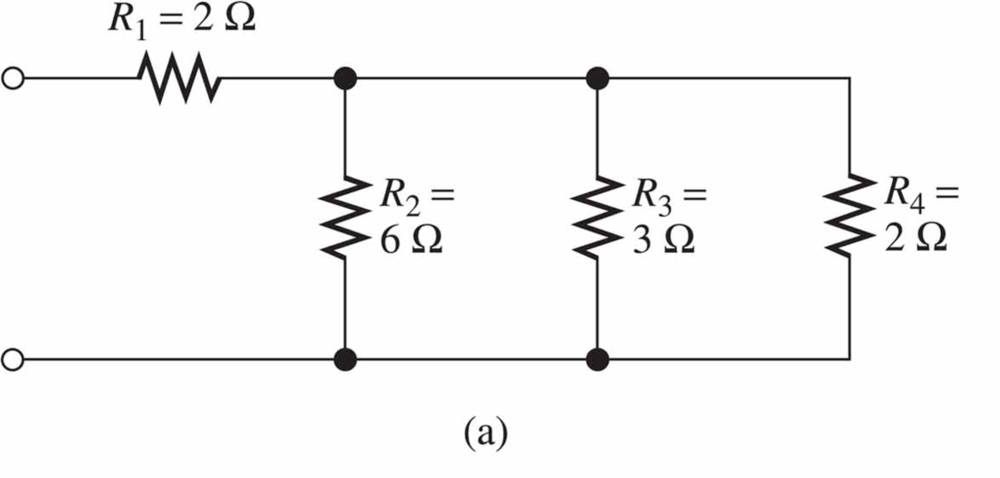 R₁ = 2 Ω
R₂ =
6 Ω
R₃ =
3 Ω
R₄ =
2 Ω
(a)